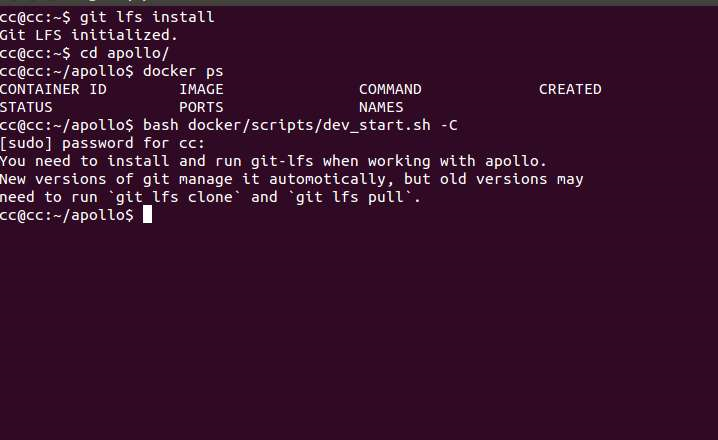 cc@cc:~$ git lfs install
Git LFS initialized.
cc@cc:~$ cd apollo/
cc@cc:~/apollo$ docker ps
CONTAINER ID        IMAGE               COMMAND             CREATED
STATUS              PORTS               NAMES
cc@cc:~/apollo$ bash docker/scripts/dev_start.sh -C
[sudo] password for cc:
You need to install and run git-lfs when working with apollo.
New versions of git manage it automotically, but old versions may
need to run `git lfs clone` and `git lfs pull`.
cc@cc:~/apollo$